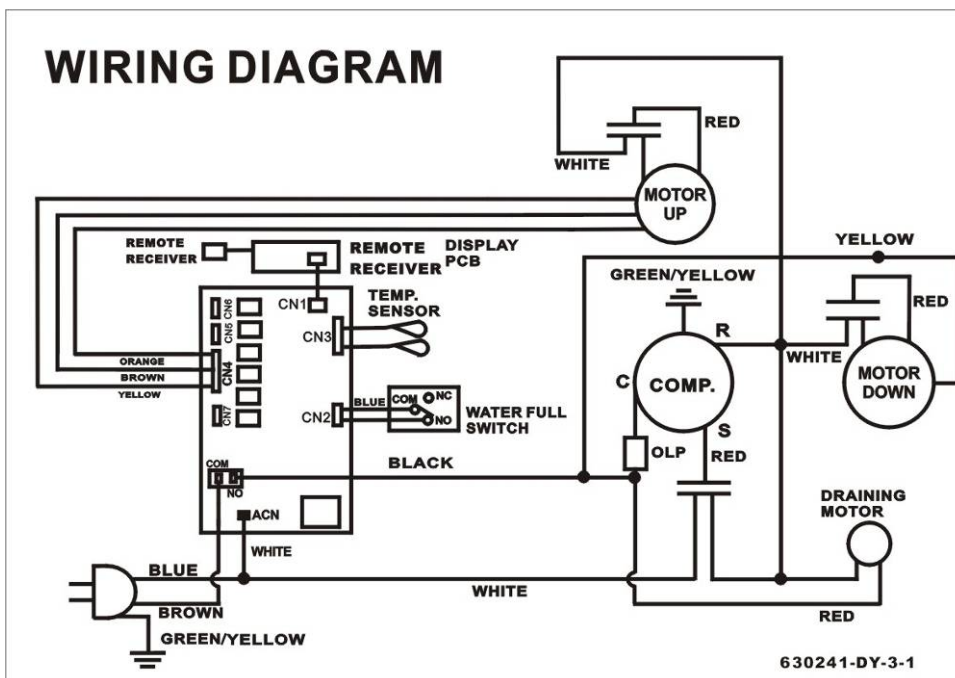 WIRING DIAGRAM
RED
WHITE
MOTOR
UP
REMOTE
RECEIVER
REMOTE
RECEIVER
DISPLAY
PCB
YELLOW
GREEN/YELLOW
CN6
CN1
TEMP.
SENSOR
RED
CN5
CN3
R
WHITE
ORANGE
CN4
BROWN
YELLOW
C
COMP.
MOTOR
DOWN
BLUE
COM
NC
NO
CN7
CN2
WATER FULL
SWITCH
S
COM
NO
BLACK
OLP
RED
DRAINING
MOTOR
ACN
WHITE
BLUE
WHITE
BROWN
RED
GREEN/YELLOW
630241-DY-3-1